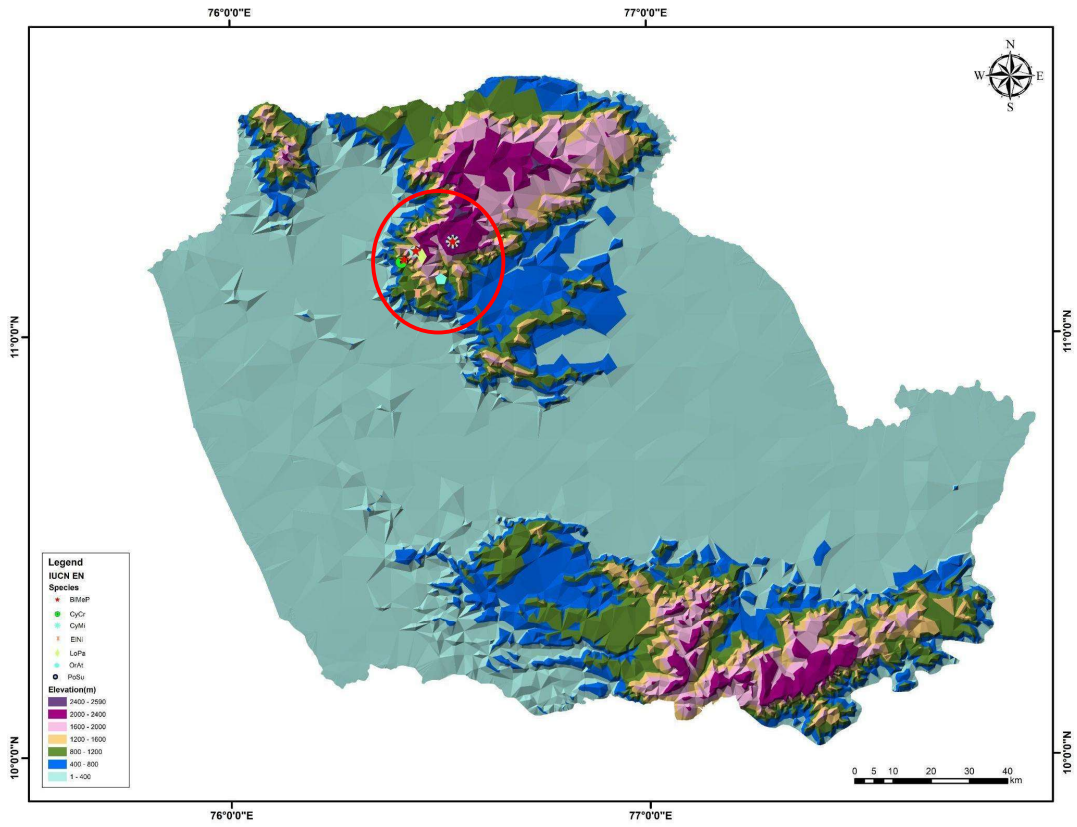 76°0'0"E 77°0'0"E
N
W E
S
11°0'0"N 11°0'0"N
Legend
IUCN EN
Species
BlMeP
CyCr
CyMi
ElNi
LoPa
OrAt
PoSu
Elevation(m)
2400 - 2590
2000 - 2400
1600 - 2000
1200 - 1600
800 - 1200
400 - 800
1 - 400
10°0'0"N 10°0'0"N
0 5 10 20 30 40
km
76°0'0"E 77°0'0"E